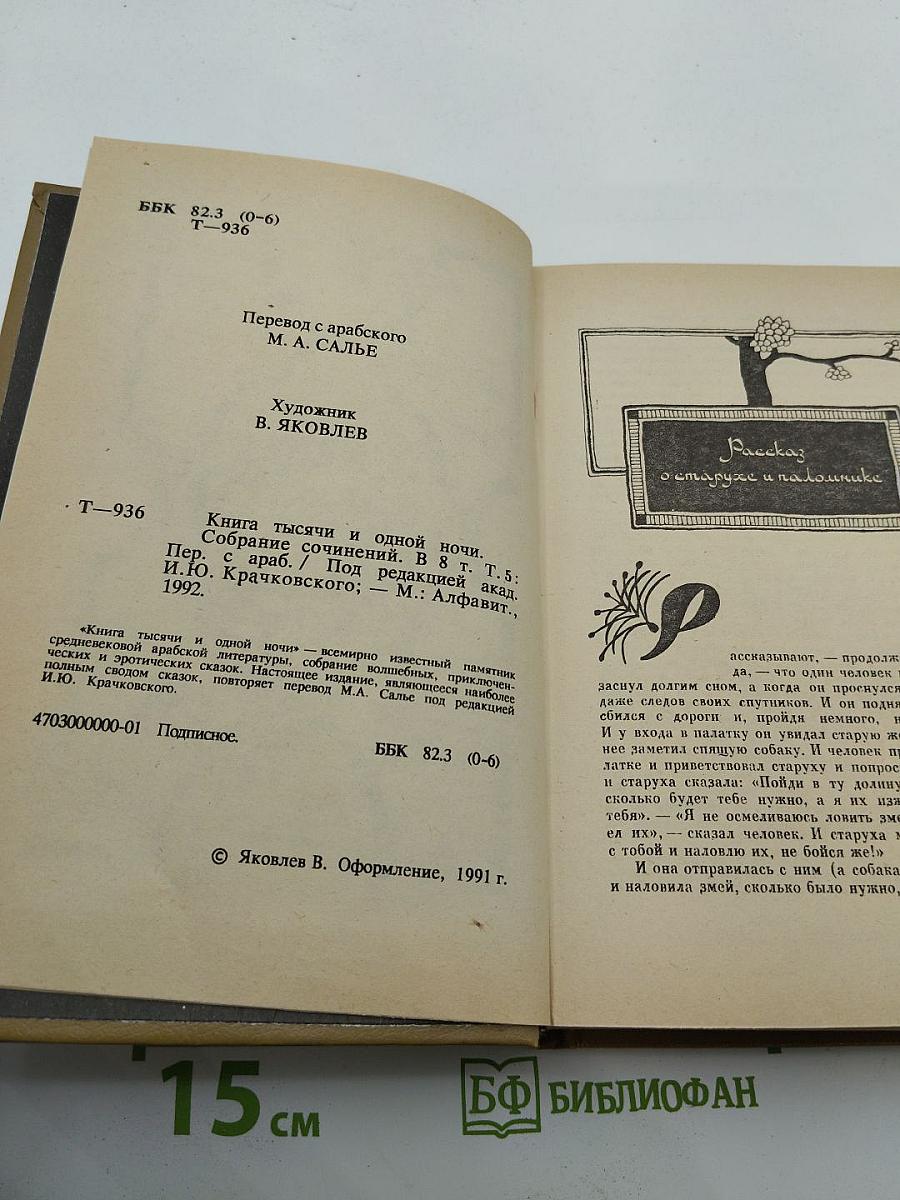 ББК 82.3 (0-6)
Т—936
Перевод с арабского
М. А. САЛЬЕ
Художник
В. ЯКОВЛЕВ
Т—936
Книга тысячи и одной ночи.
Собрание сочинений. В 8 т. Т.5:
Пер. с араб. / Под редакцией акад.
И.Ю. Крачковского; — М.: Алфавит.,
1992.
«Книга тысячи и одной ночи» — всемирно известный памятник
средневековой арабской литературы, собрание волшебных, приключен-
ческих и эротических сказок. Настоящее издание, являющееся наиболее
полным сводом сказок, повторяет перевод М.А. Салье под редакцией
И.Ю. Крачковского.
4703000000-01 Подписное.
ББК 82.3 (0-6)
© Яковлев В. Оформление, 1991 г.
Рассказ
о старухе и паломнике
Р
ассказывают, — продолж
да, — что один человек
заснул долгим сном, а когда он проснулся
даже следов своих спутников. И он подня
сбился с дороги и, пройдя немного, н
И у входа в палатку он увидал старую же
нее заметил спящую собаку. И человек пр
латке и приветствовал старуху и попрос
и старуха сказала: «Пойди в ту долину
сколько будет тебе нужно, а я их изж
тебя». — «Я не осмеливаюсь ловить зме
ел их», — сказал человек. И старуха м
с тобой и наловлю их, не бойся же!»
И она отправилась с ним (а собака
и наловила змей, сколько было нужно,
15 см
БФ БИБЛИОФАН